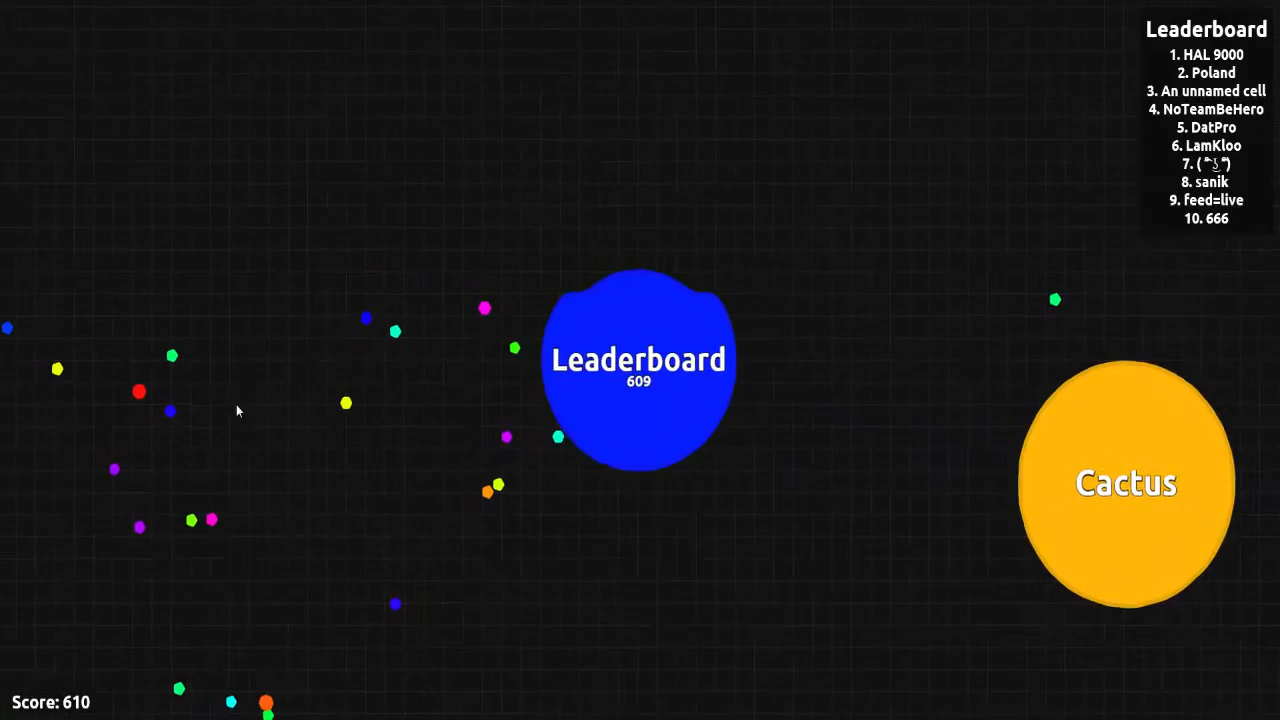 Leaderboard
1. HAL 9000
2. Poland
3. An unnamed cell
4. NoTeamBeHero
5. DatPro
6. LamKloo
7. ( ͡° ͜ʖ ͡°)
8. sanik
9. feed=live
10. 666
Leaderboard
609
Cactus
Score: 610